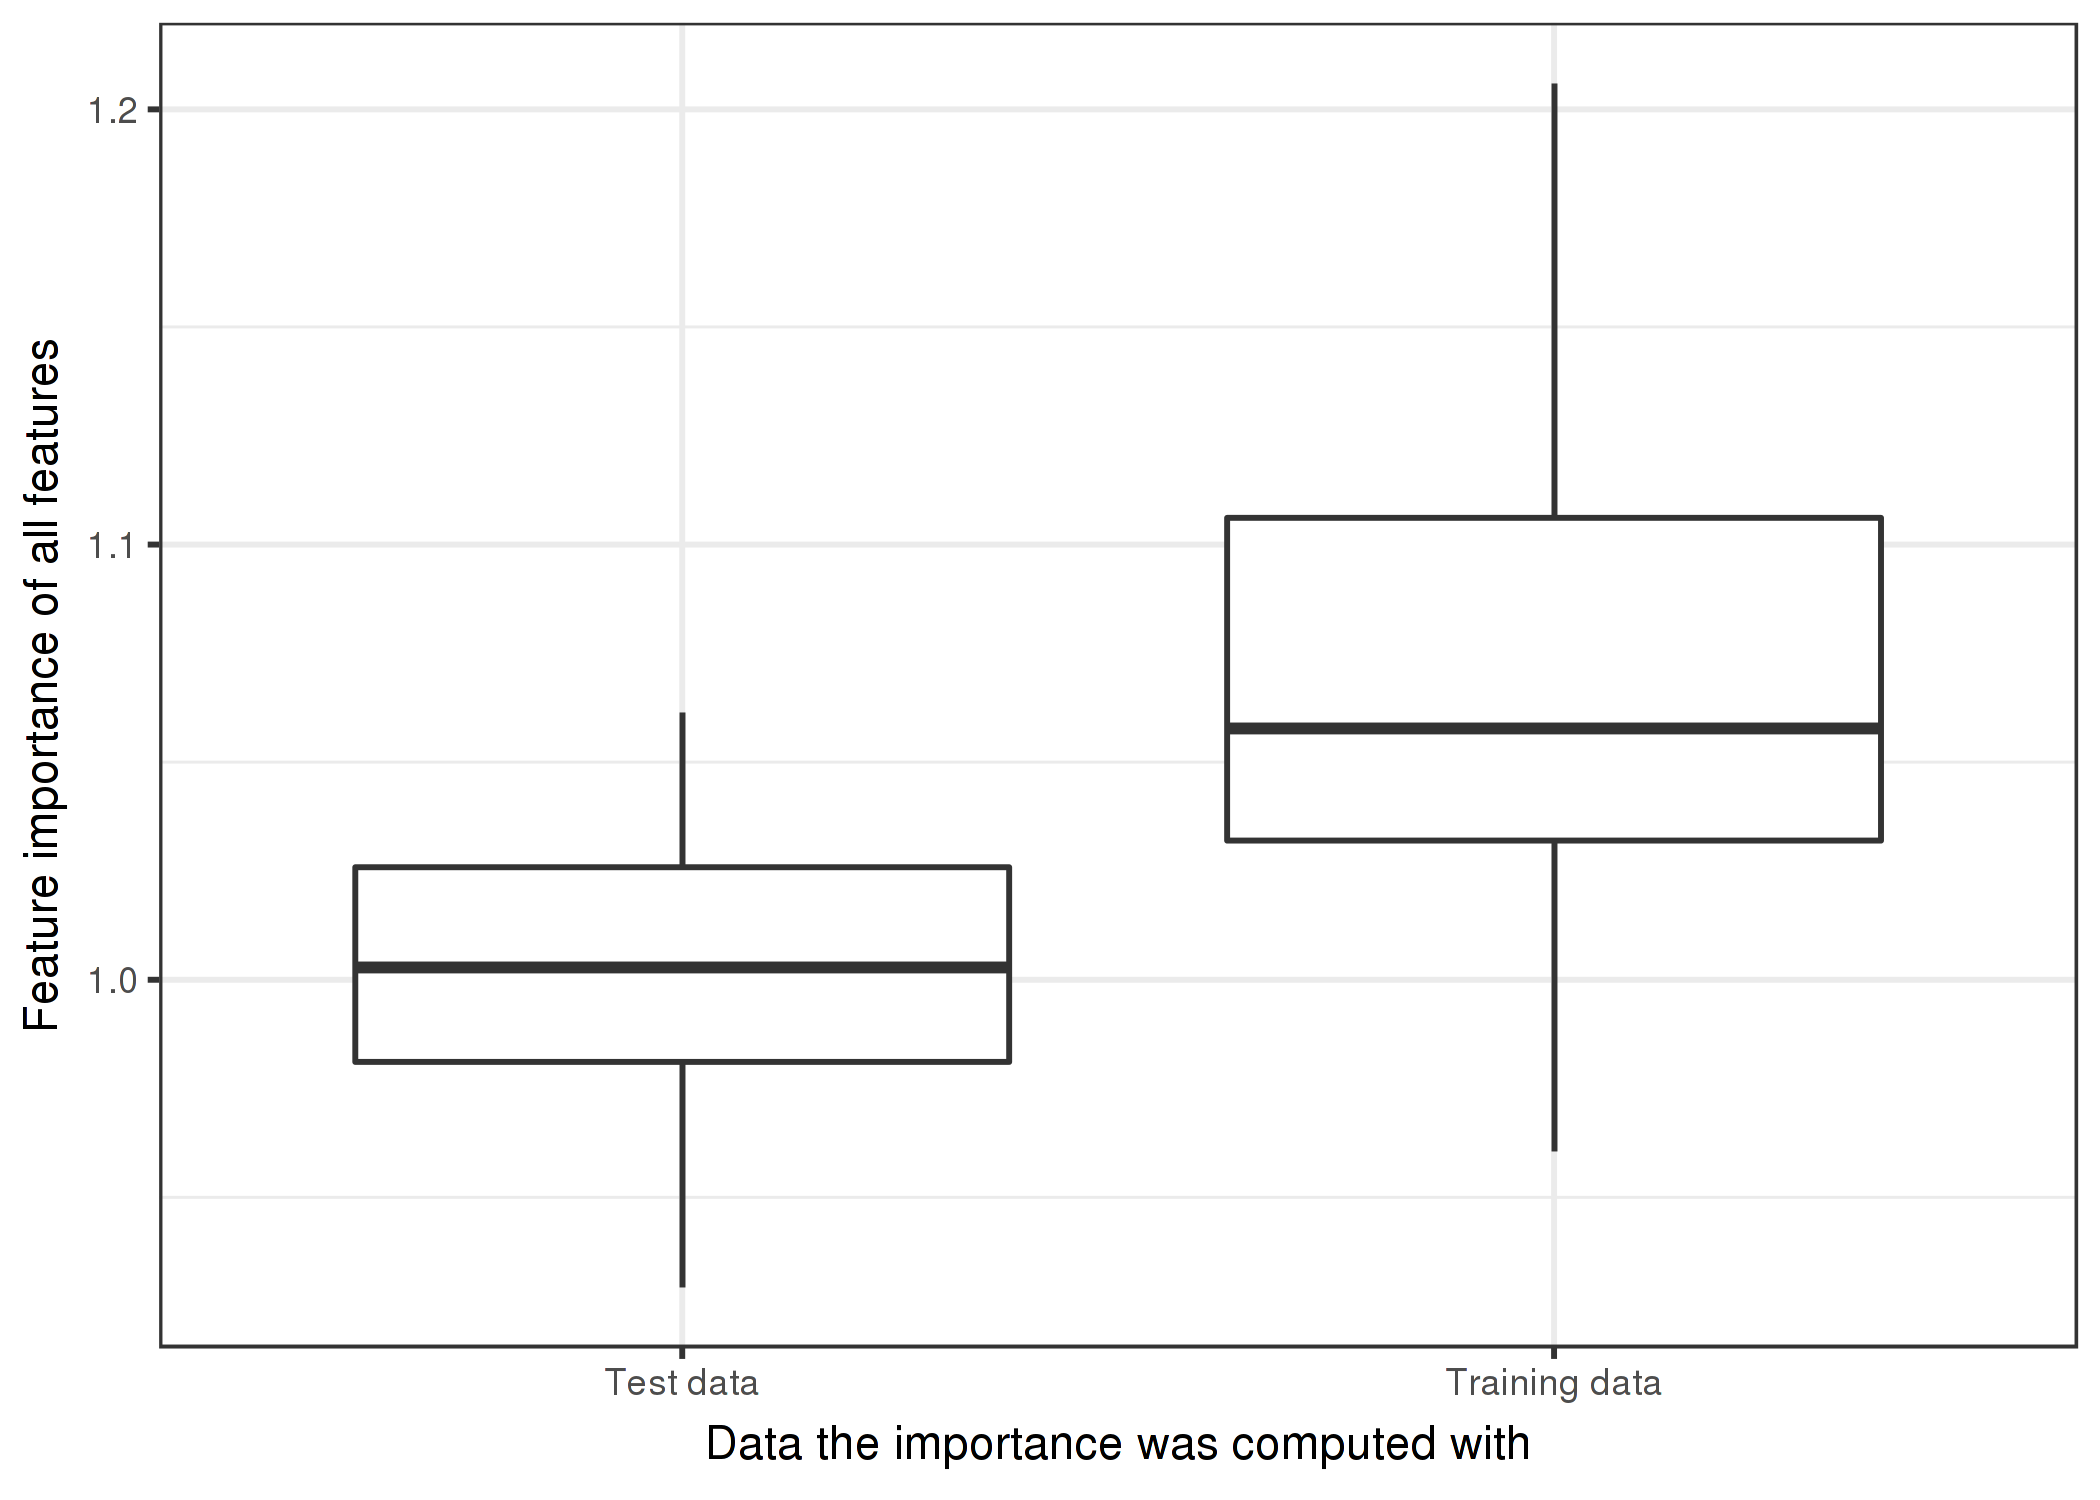 Feature importance of all features
1.2
1.1
1.0
Test data
Training data
Data the importance was computed with